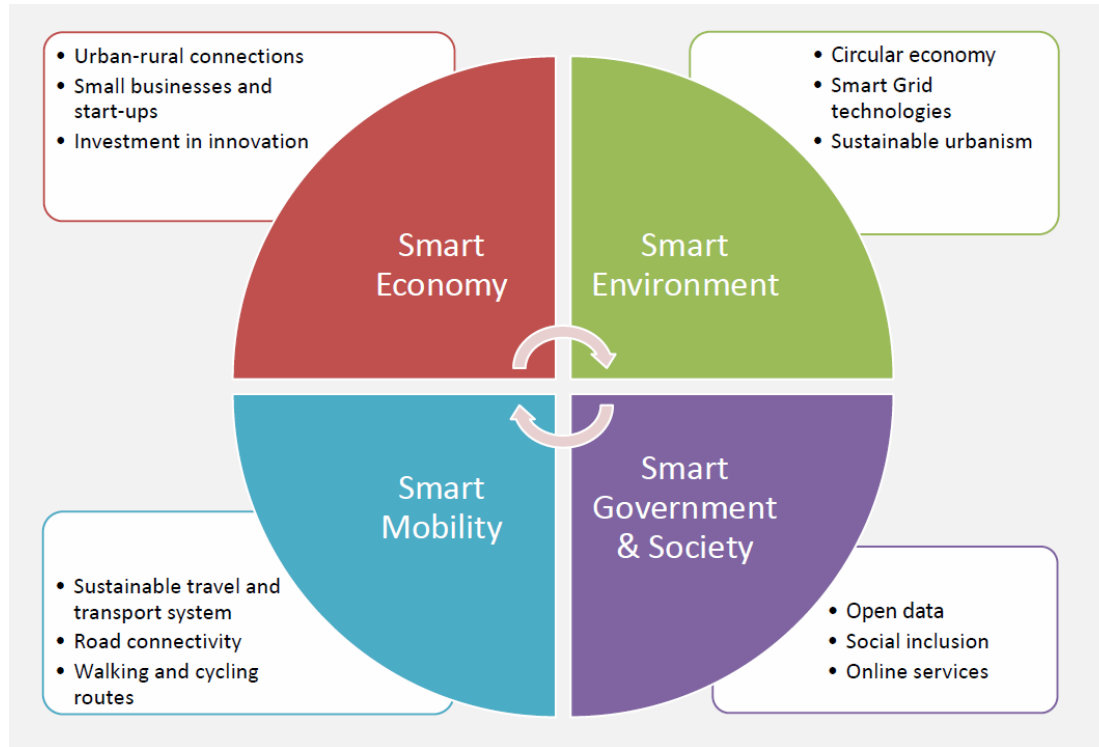 • Urban-rural connections
• Small businesses and
start-ups
• Investment in innovation
• Circular economy
• Smart Grid
technologies
• Sustainable urbanism
Smart
Economy
Smart
Environment
Smart
Mobility
Smart
Government
& Society
• Sustainable travel and
transport system
• Road connectivity
• Walking and cycling
routes
• Open data
• Social inclusion
• Online services